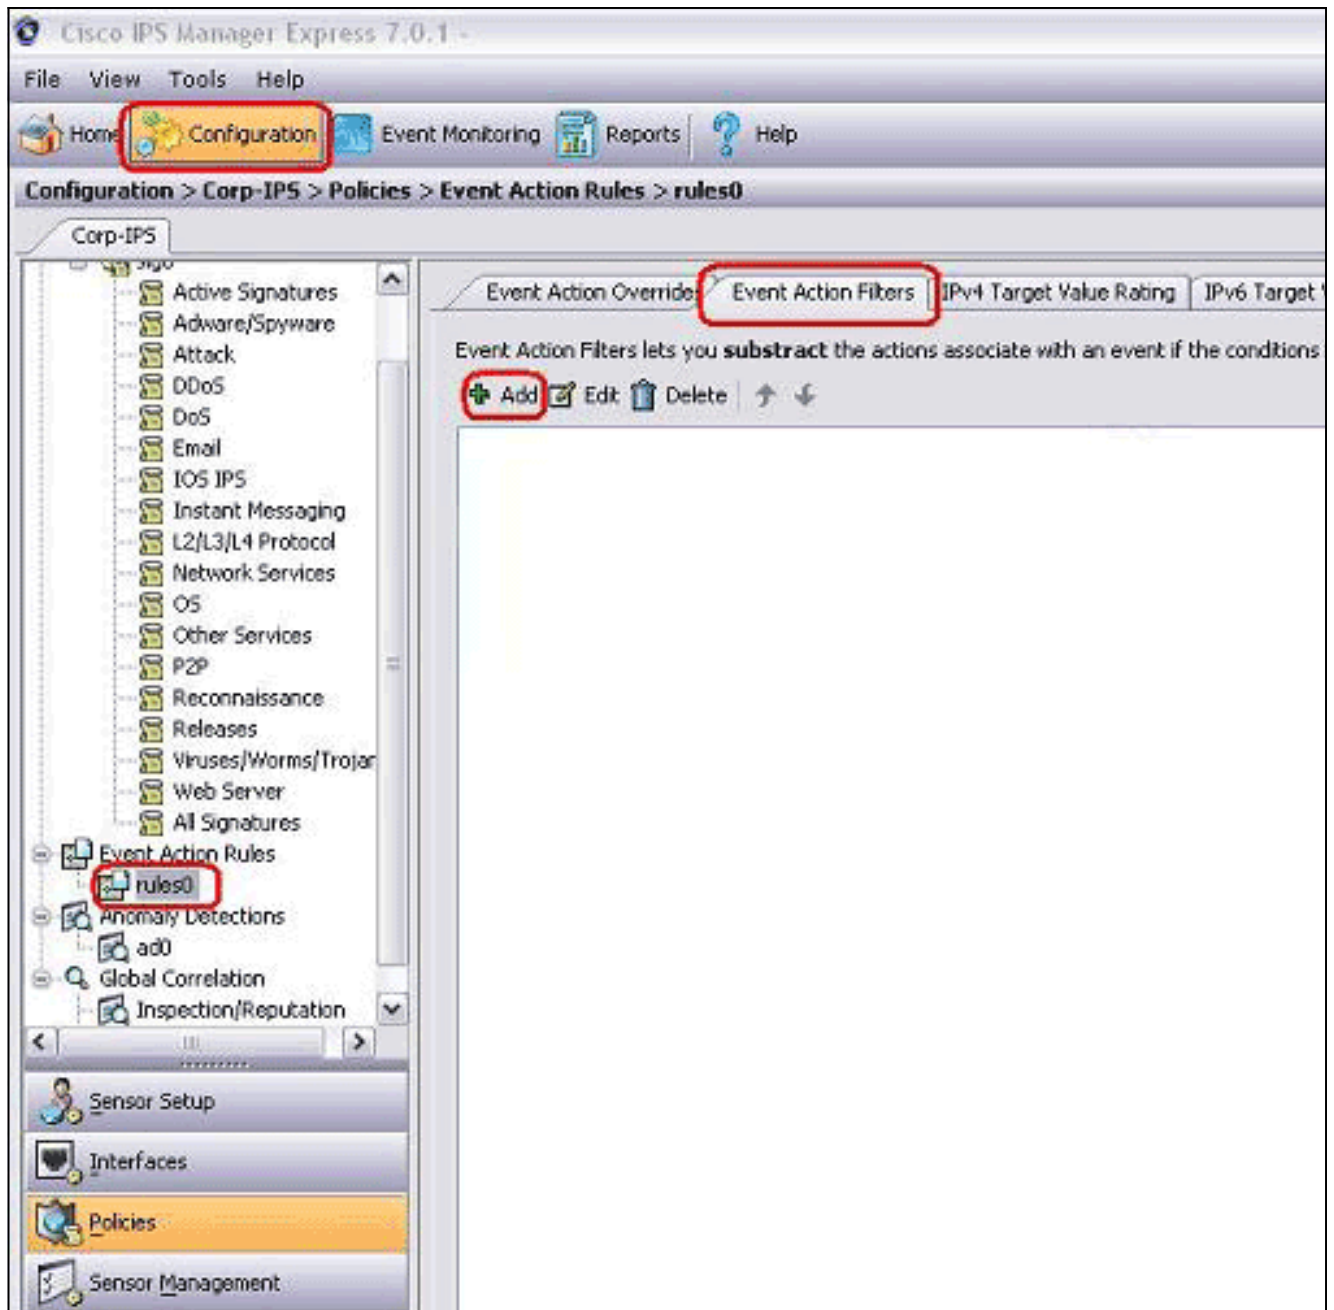 Cisco IPS Manager Express 7.0.1 -
File View Tools Help
Home Configuration Event Monitoring Reports Help
Configuration > Corp-IPS > Policies > Event Action Rules > rules0
Corp-IPS
Active Signatures
Adware/Spyware
Attack
DDoS
DoS
Email
IOS IPS
Instant Messaging
L2/L3/L4 Protocol
Network Services
OS
Other Services
P2P
Reconnaissance
Releases
Viruses/Worms/Trojan
Web Server
All Signatures
Event Action Rules
rules0
Anomaly Detections
ad0
Global Correlation
Inspection/Reputation
Sensor Setup
Interfaces
Policies
Sensor Management
Event Action Override Event Action Filters IPv4 Target Value Rating IPv6 Target
Event Action Filters lets you substract the actions associate with an event if the conditions
Add Edit Delete